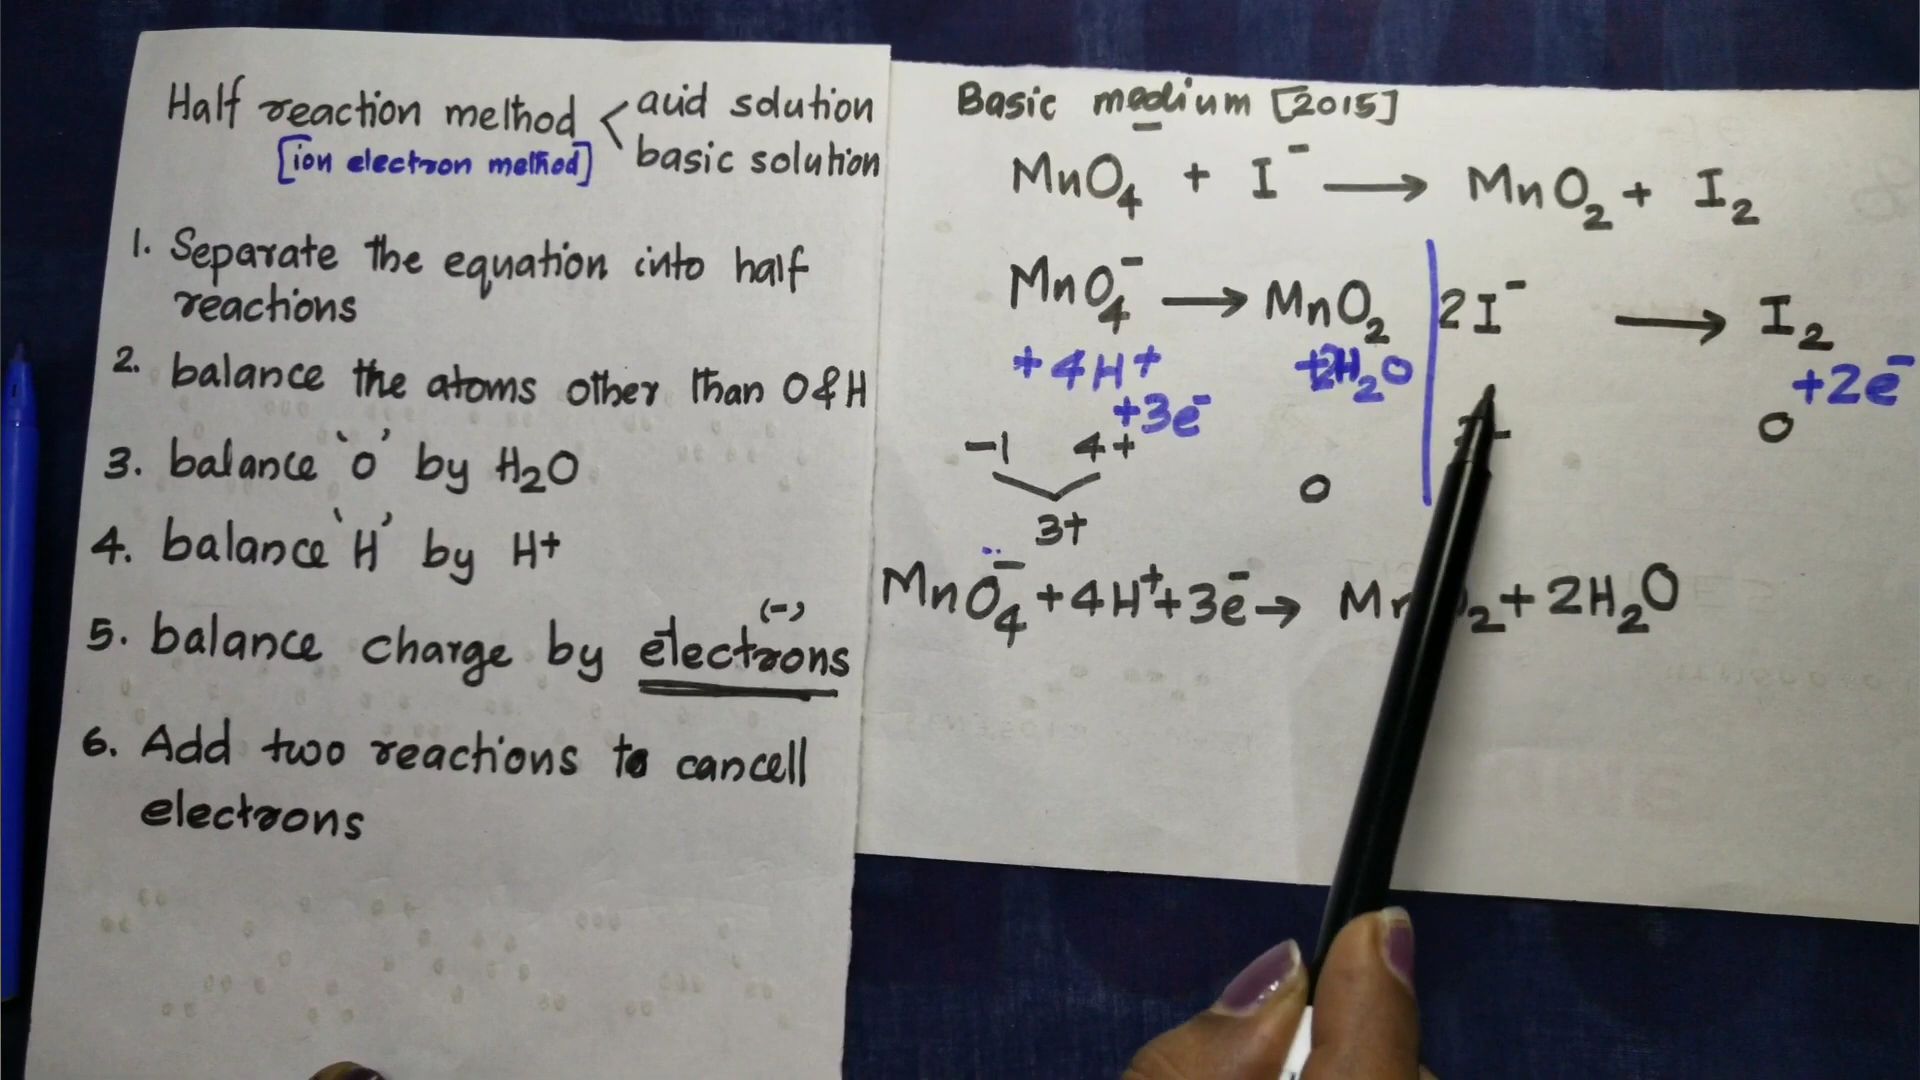 Half reaction method < acid solution
basic solution
[ion electron method]
1. Separate the equation into half
reactions
2. balance the atoms other than O & H
3. balance 'O' by H₂O
4. balance 'H' by H+
(-)
5. balance charge by electrons
6. Add two reactions to cancell
electrons
Basic medium [2015]
MnO₄⁻ + I⁻ → MnO₂ + I₂
MnO₄⁻ → MnO₂ | 2I⁻ → I₂
+4H+ +2H₂O +2e⁻
+3e⁻
-1 4+ 0
3+ 0
MnO₄⁻ + 4H⁺ + 3e⁻ → MnO₂ + 2H₂O